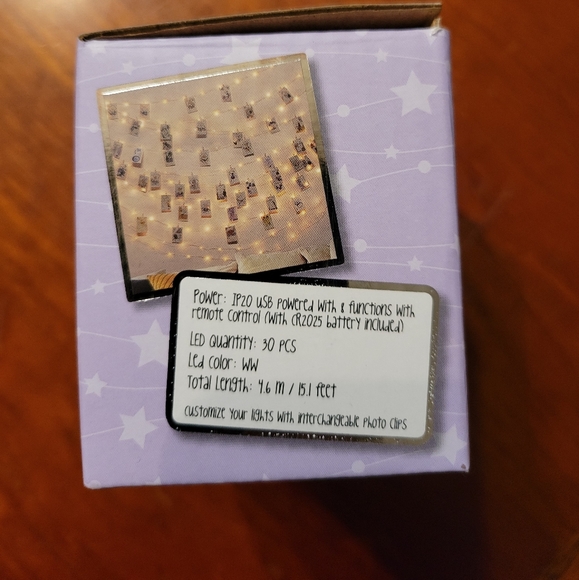 Power: IP20 USB Powered with 8 functions with
remote control (with CR2025 battery included)
LED Quantity: 30 PCS
Led color: WW
Total Length: 4.6 m / 15.1 feet
Customize your lights with interchangeable photo clips